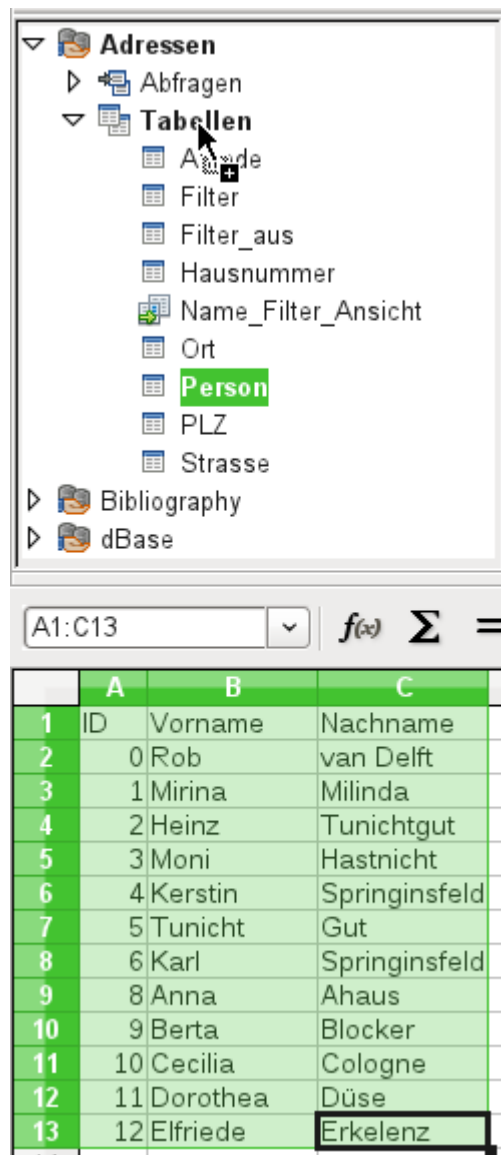 Adressen
Abfragen
Tabellen
Filter
Filter_aus
Hausnummer
Name_Filter_Ansicht
Ort
Person
PLZ
Strasse
Bibliography
dBase
A1:C13 f(x) Σ =
A B C
1 ID Vorname Nachname
2 0 Rob van Delft
3 1 Mirina Milinda
4 2 Heinz Tunichtgut
5 3 Moni Hastnicht
6 4 Kerstin Springinsfeld
7 5 Tunicht Gut
8 6 Karl Springinsfeld
9 8 Anna Ahaus
10 9 Berta Blocker
11 10 Cecilia Cologne
12 11 Dorothea Düse
13 12 Elfriede Erkelenz